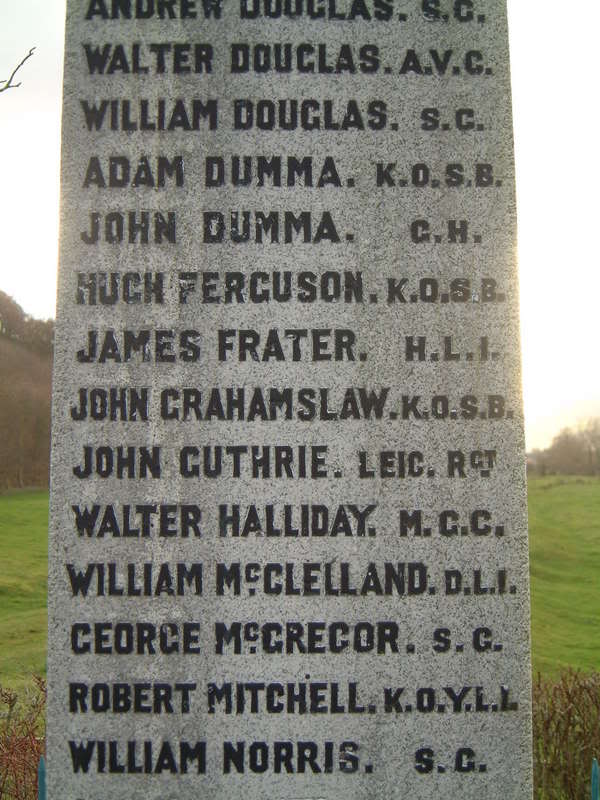 ANDREW DOUGLAS. S.G.
WALTER DOUGLAS. A.V.C.
WILLIAM DOUGLAS. S.G.
ADAM DUMMA. K.O.S.B.
JOHN DUMMA. G.H.
HUGH FERGUSON. K.O.S.B.
JAMES FRATER. H.L.I.
JOHN GRAHAMSLAW. K.O.S.B.
JOHN GUTHRIE. LEIC. RGT
WALTER HALLIDAY. M.G.C.
WILLIAM McCLELLAND. D.L.I.
GEORGE McGREGOR. S.G.
ROBERT MITCHELL. K.O.Y.L.I.
WILLIAM NORRIS. S.G.